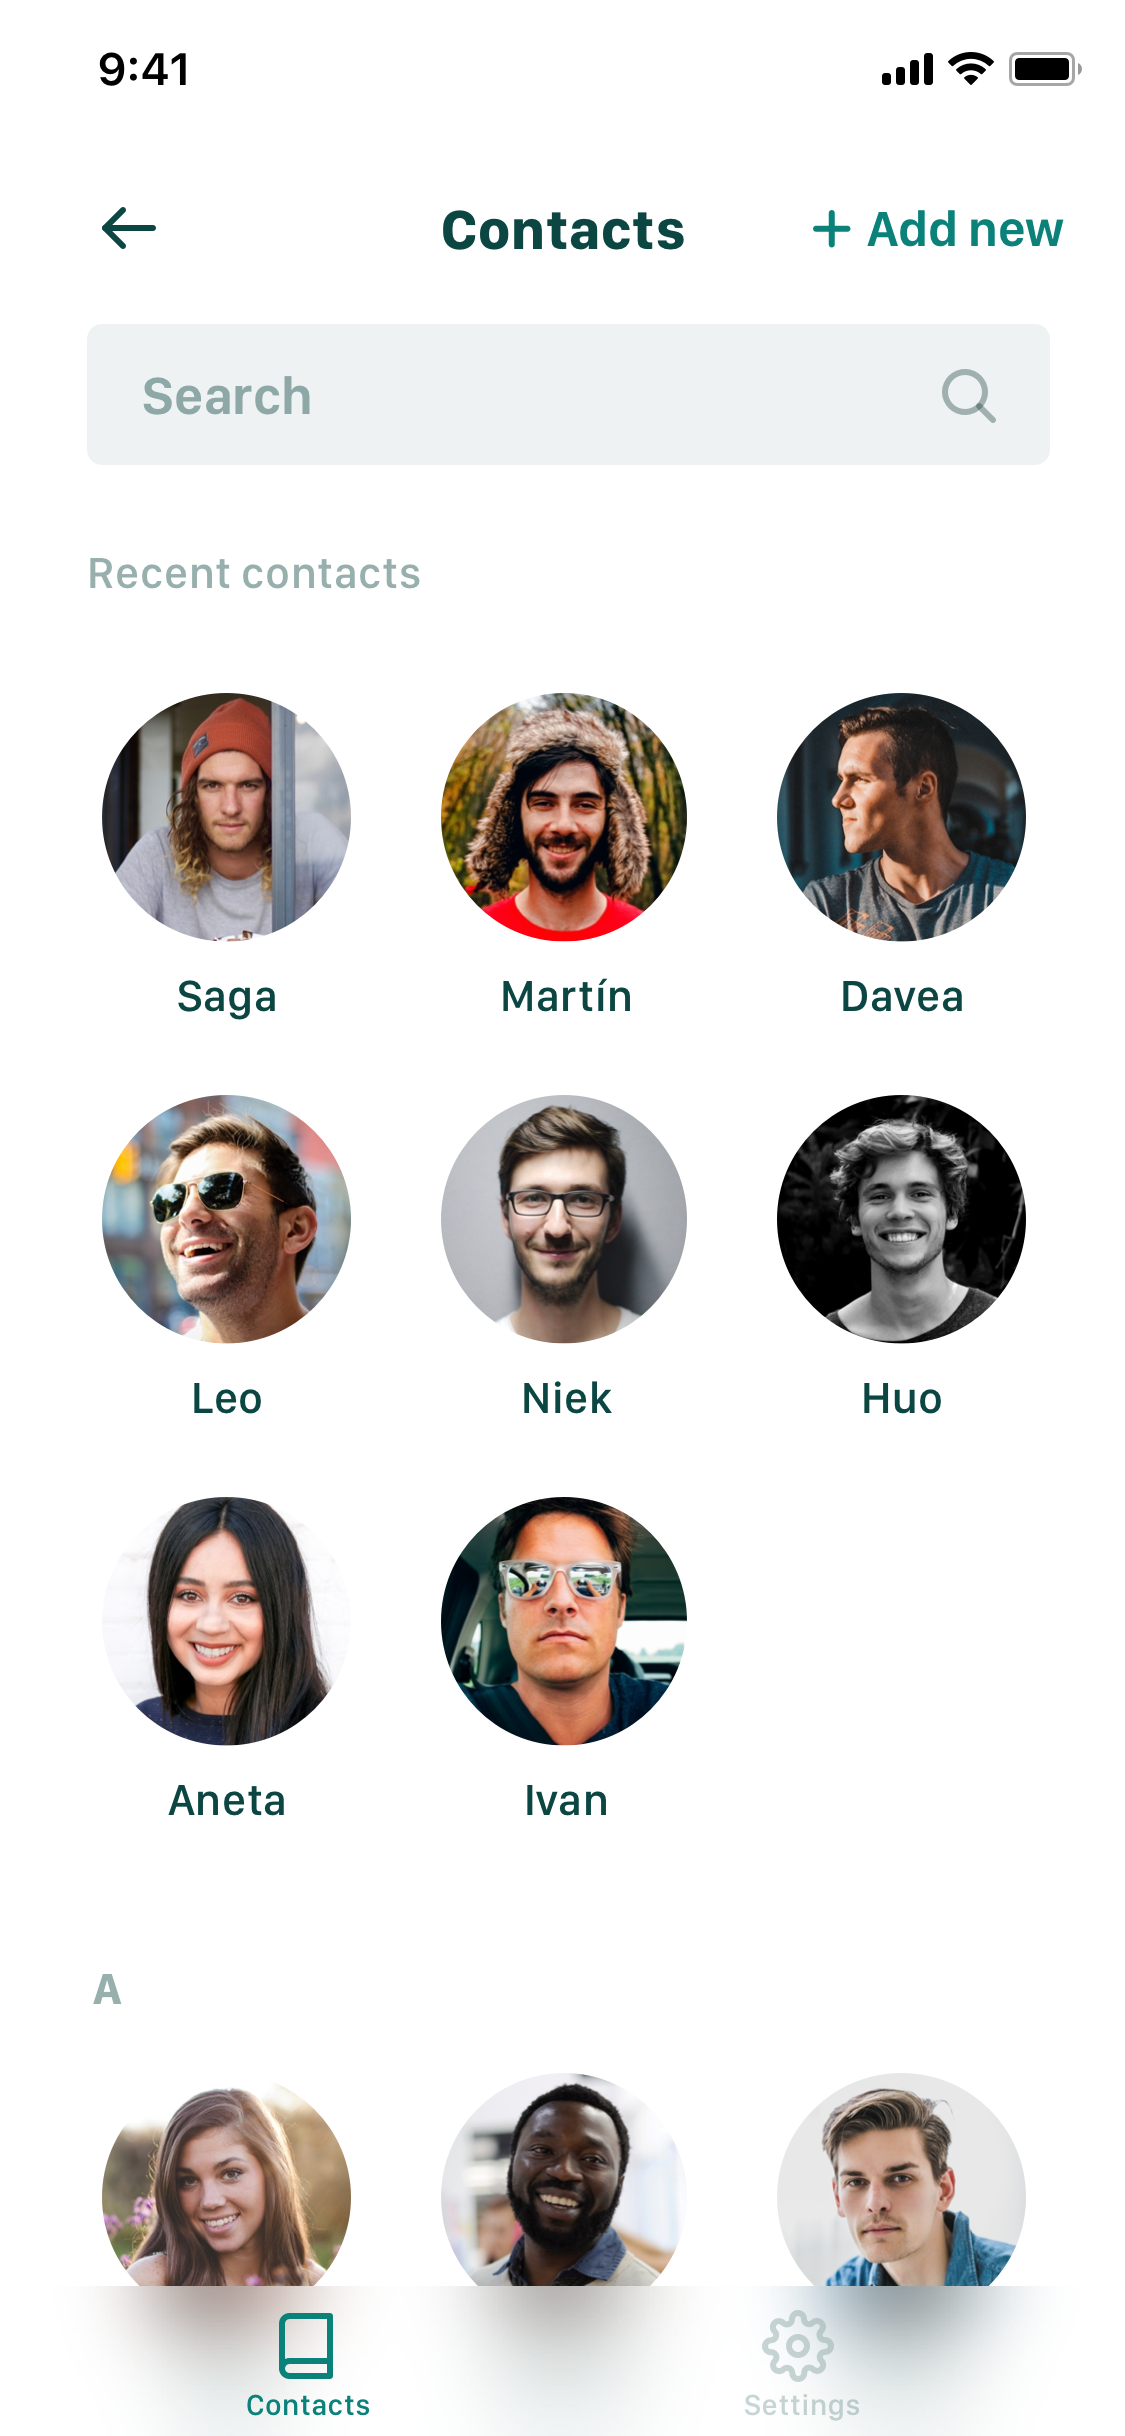 9:41
Contacts
+ Add new
Search
Recent contacts
Saga
Martín
Davea
Leo
Niek
Huo
Aneta
Ivan
A
Contacts
Settings